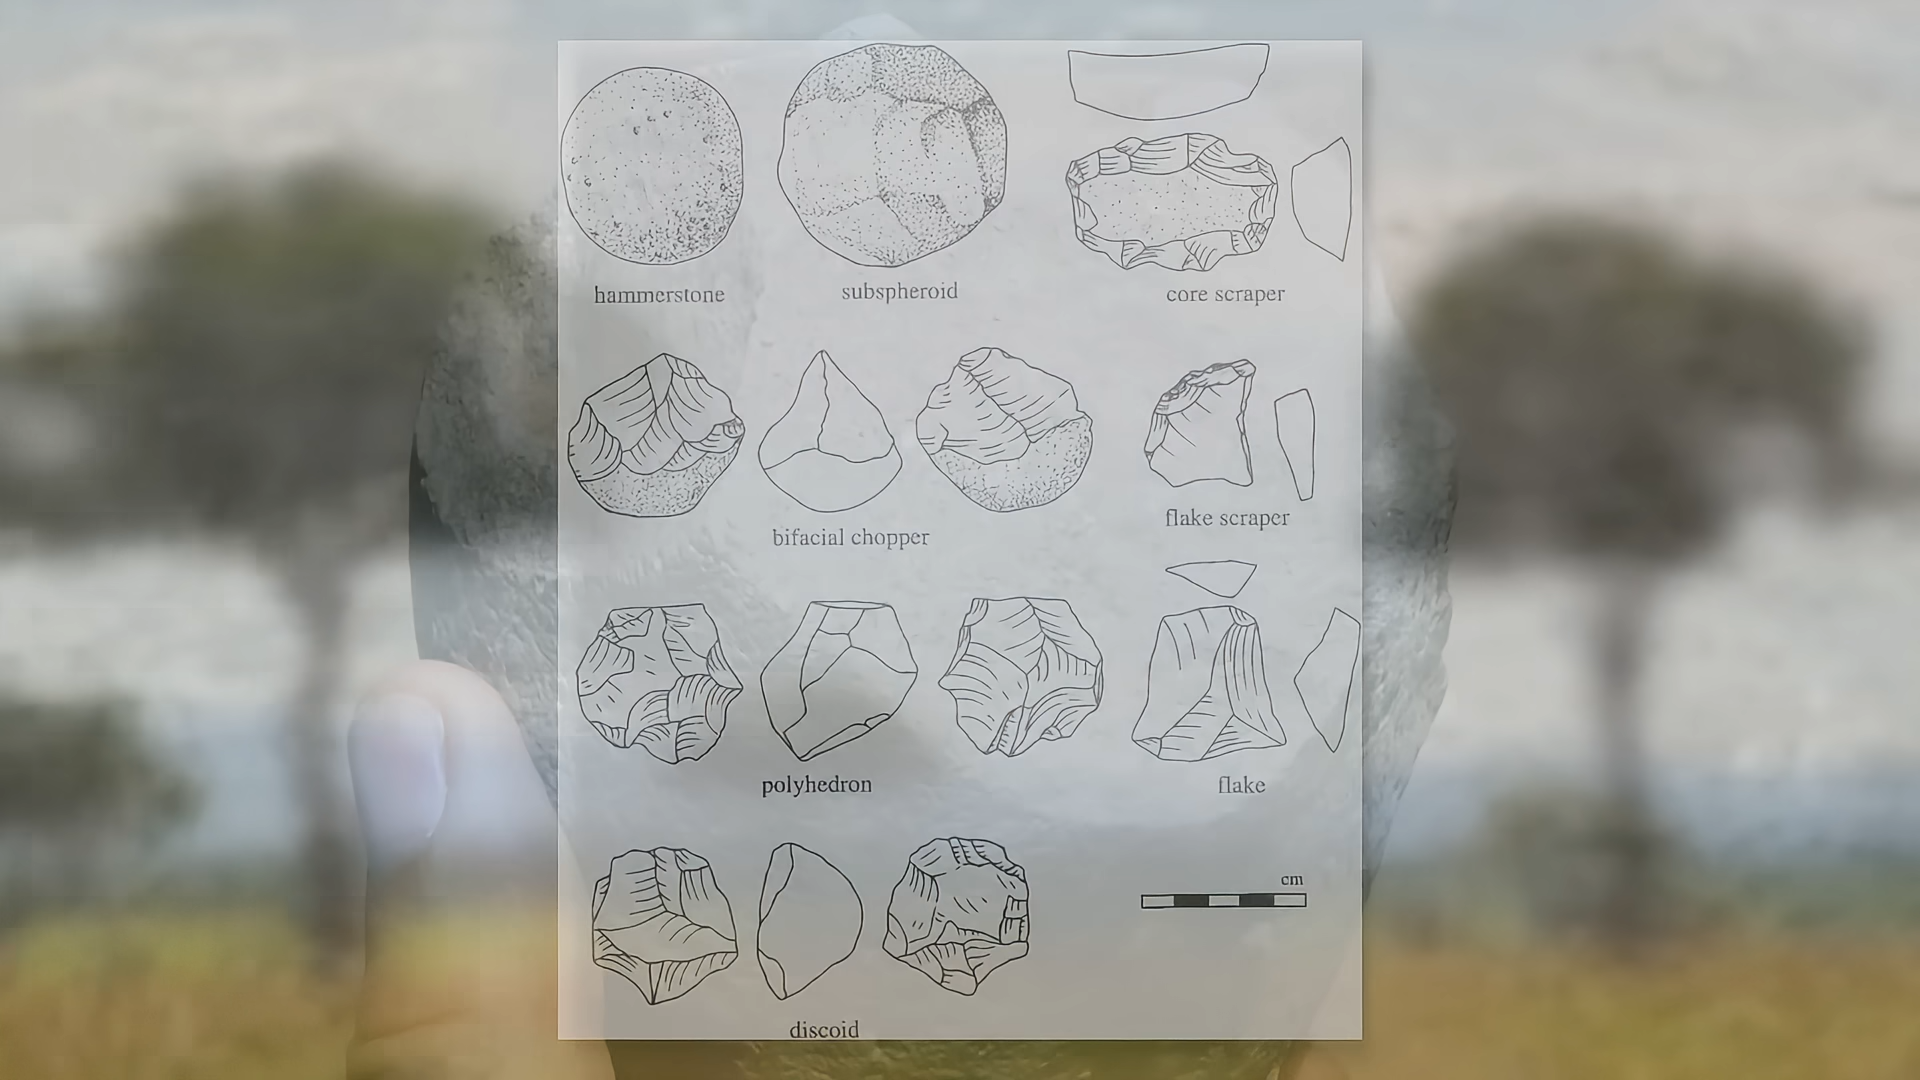 hammerstone
subspheroid
core scraper
bifacial chopper
flake scraper
polyhedron
flake
cm
discoid